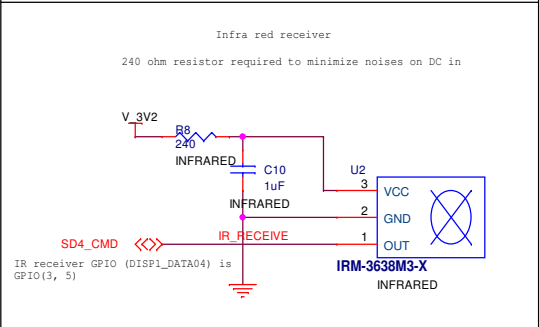 Infra red receiver
240 ohm resistor required to minimize noises on DC in
V_3V2
R8
240
INFRARED
C10
1uF
INFRARED
U2
3
VCC
2
GND
1
OUT
SD4_CMD
IR_RECEIVE
IRM-3638M3-X
INFRARED
IR receiver GPIO (DISP1_DATA04) is
GPIO(3, 5)